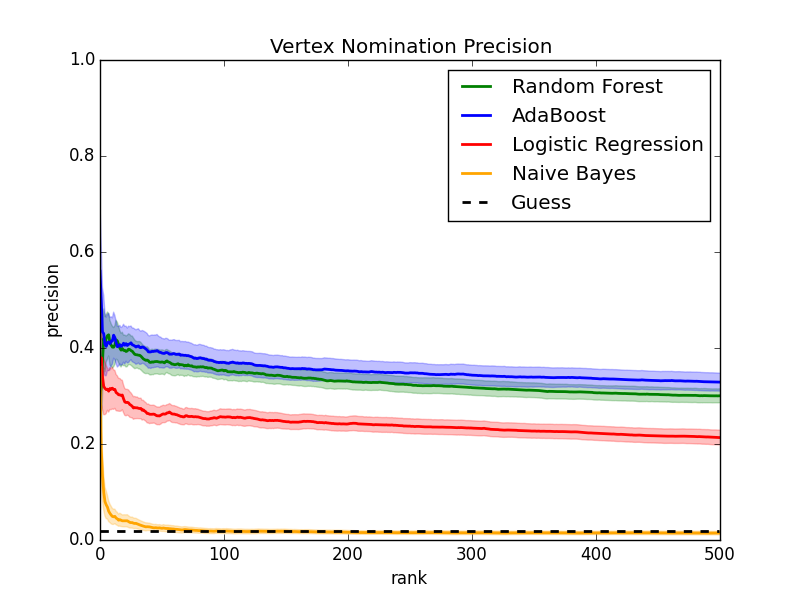 Vertex Nomination Precision
1.0
0.8
0.6
0.4
0.2
0.0
precision
Random Forest
AdaBoost
Logistic Regression
Naive Bayes
Guess
0
100
200
300
400
500
rank